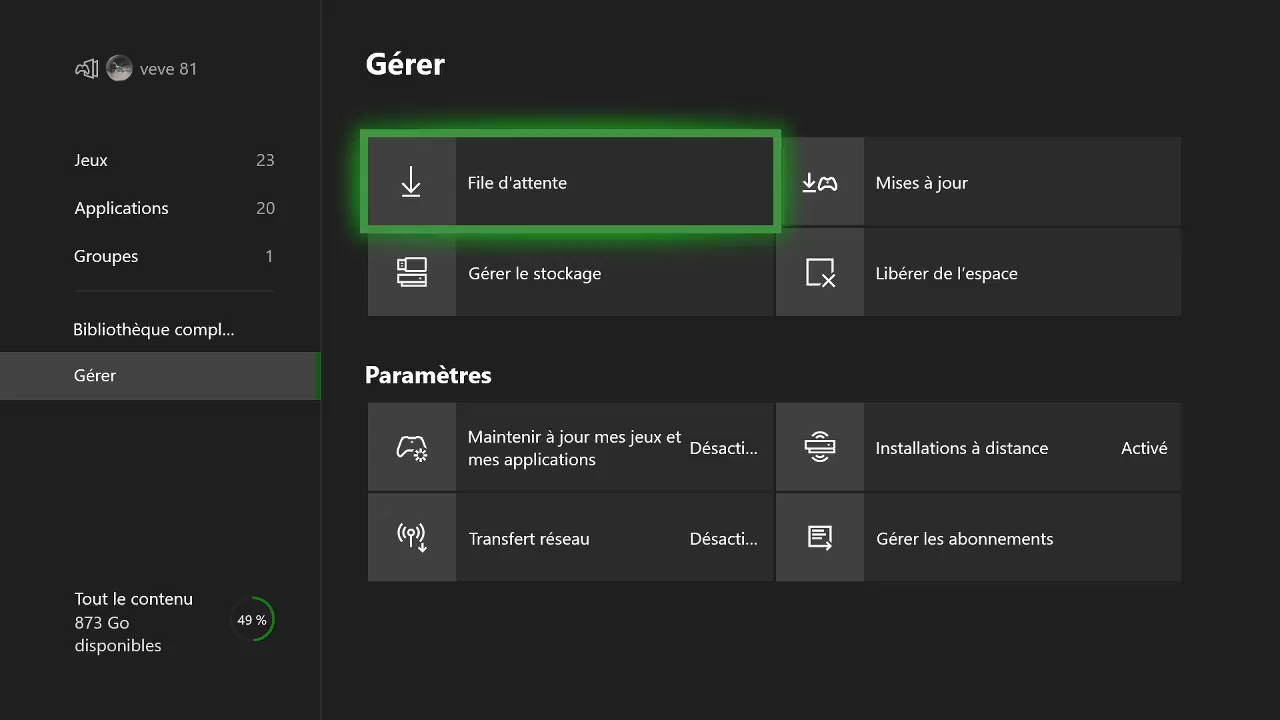 veve 81
Jeux 23
Applications 20
Groupes 1
Bibliothèque compl...
Gérer
Tout le contenu
873 Go
disponibles
49 %
Gérer
File d'attente
Mises à jour
Gérer le stockage
Libérer de l'espace
Paramètres
Maintenir à jour mes jeux et
mes applications
Désacti...
Installations à distance
Activé
Transfert réseau
Désacti...
Gérer les abonnements